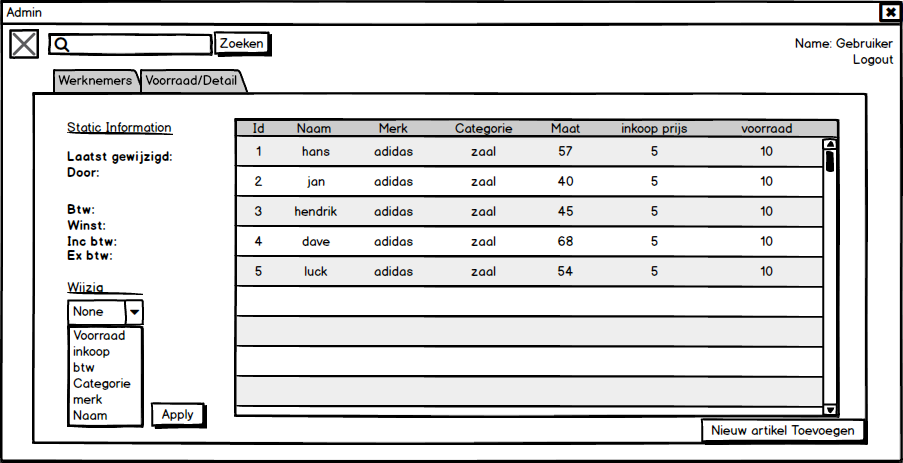 Admin
Zoeken
Name: Gebruiker
Logout
Werknemers Voorraad/Detail
Static Information
Laatst gewijzigd:
Door:
Btw:
Winst:
Inc btw:
Ex btw:
Wijzig
None
Voorraad
inkoop
btw
Categorie
merk
Naam
Apply
Id Naam Merk Categorie Maat inkoop prijs voorraad
1 hans adidas zaal 57 5 10
2 jan adidas zaal 40 5 10
3 hendrik adidas zaal 45 5 10
4 dave adidas zaal 68 5 10
5 luck adidas zaal 54 5 10
Nieuw artikel Toevoegen